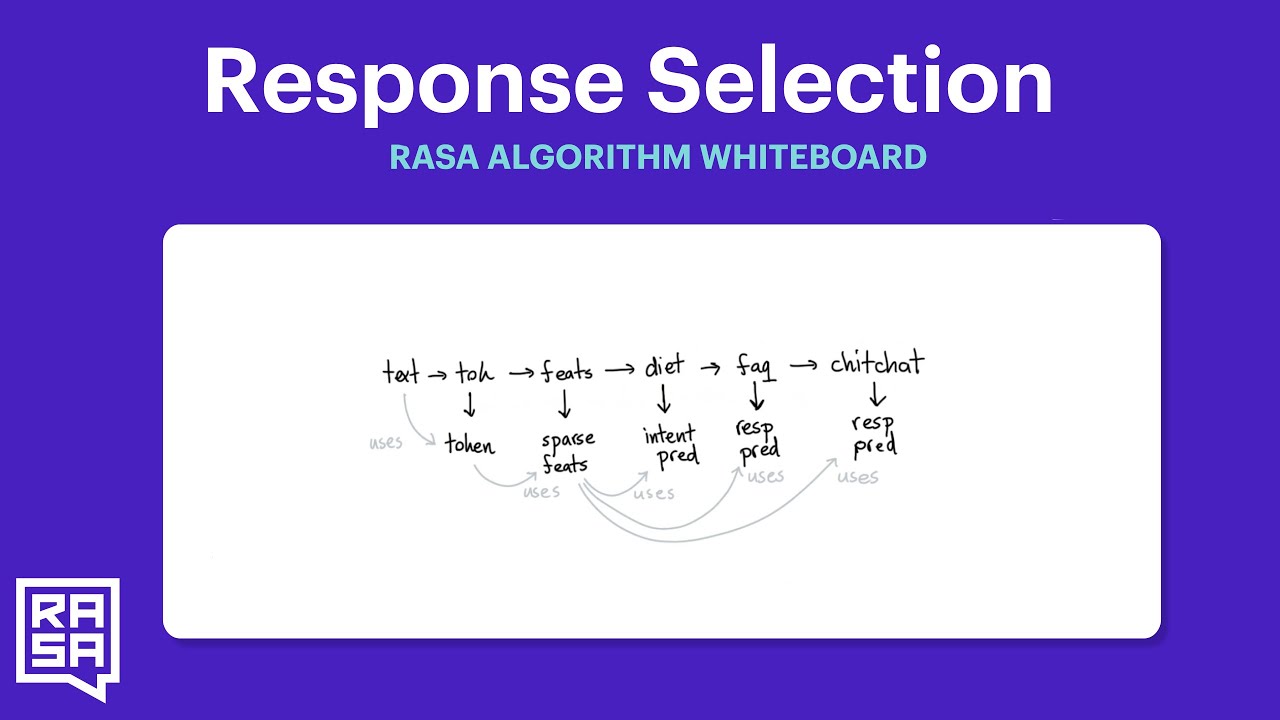 Response Selection
RASA ALGORITHM WHITEBOARD
text → tok → feats → diet → faq → chitchat
↓ ↓ ↓ ↓ ↓
uses token sparse feats intent pred resp pred resp pred
uses uses uses uses
RA
SA